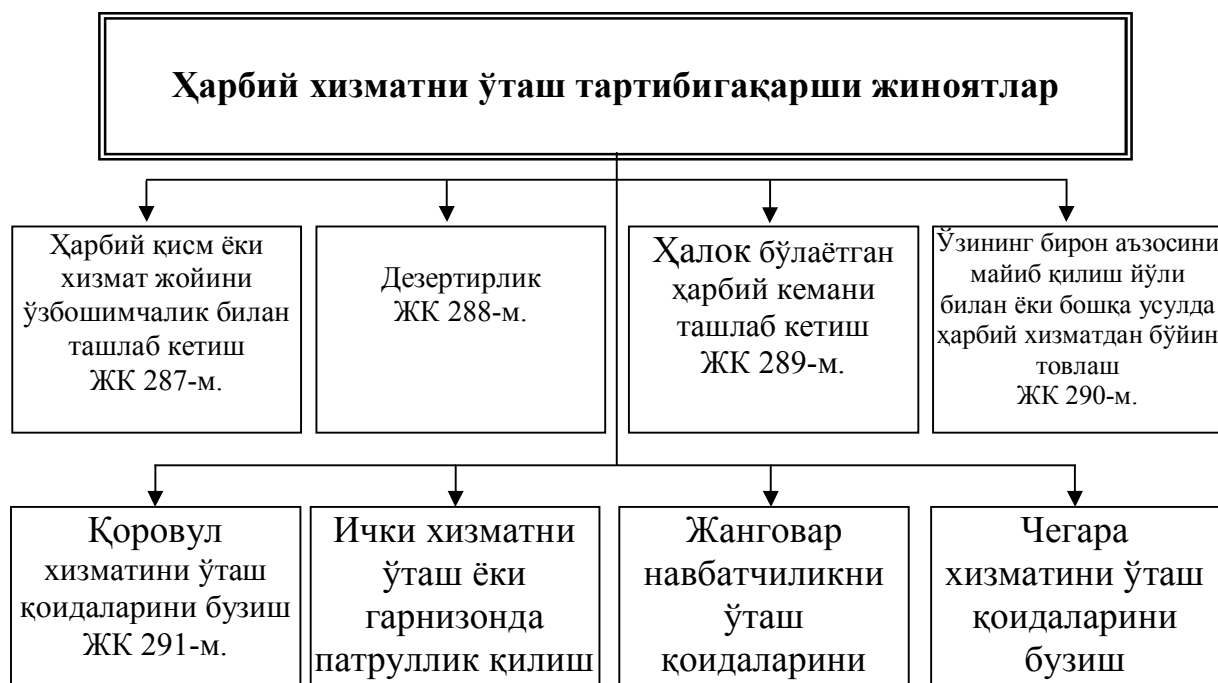 Ҳарбий хизматни ўташ тартибигақарши жиноятлар
Ҳарбий қисм ёки
хизмат жойини
ўзбошимчалик билан
ташлаб кетиш
ЖК 287-м.
Дезертирлик
ЖК 288-м.
Ҳалок бўлаётган
ҳарбий кемани
ташлаб кетиш
ЖК 289-м.
Ўзининг бирон аъзосини
майиб қилиш йўли
билан ёки бошқа усулда
ҳарбий хизматдан бўйин
товлаш
ЖК 290-м.
Қоровул
хизматини ўташ
қоидаларини бузиш
ЖК 291-м.
Ички хизматни
ўташ ёки
гарнизонда
патруллик қилиш
Жанговар
навбатчиликни
ўташ
қоидаларини
Чегара
хизматини ўташ
қоидаларини
бузиш